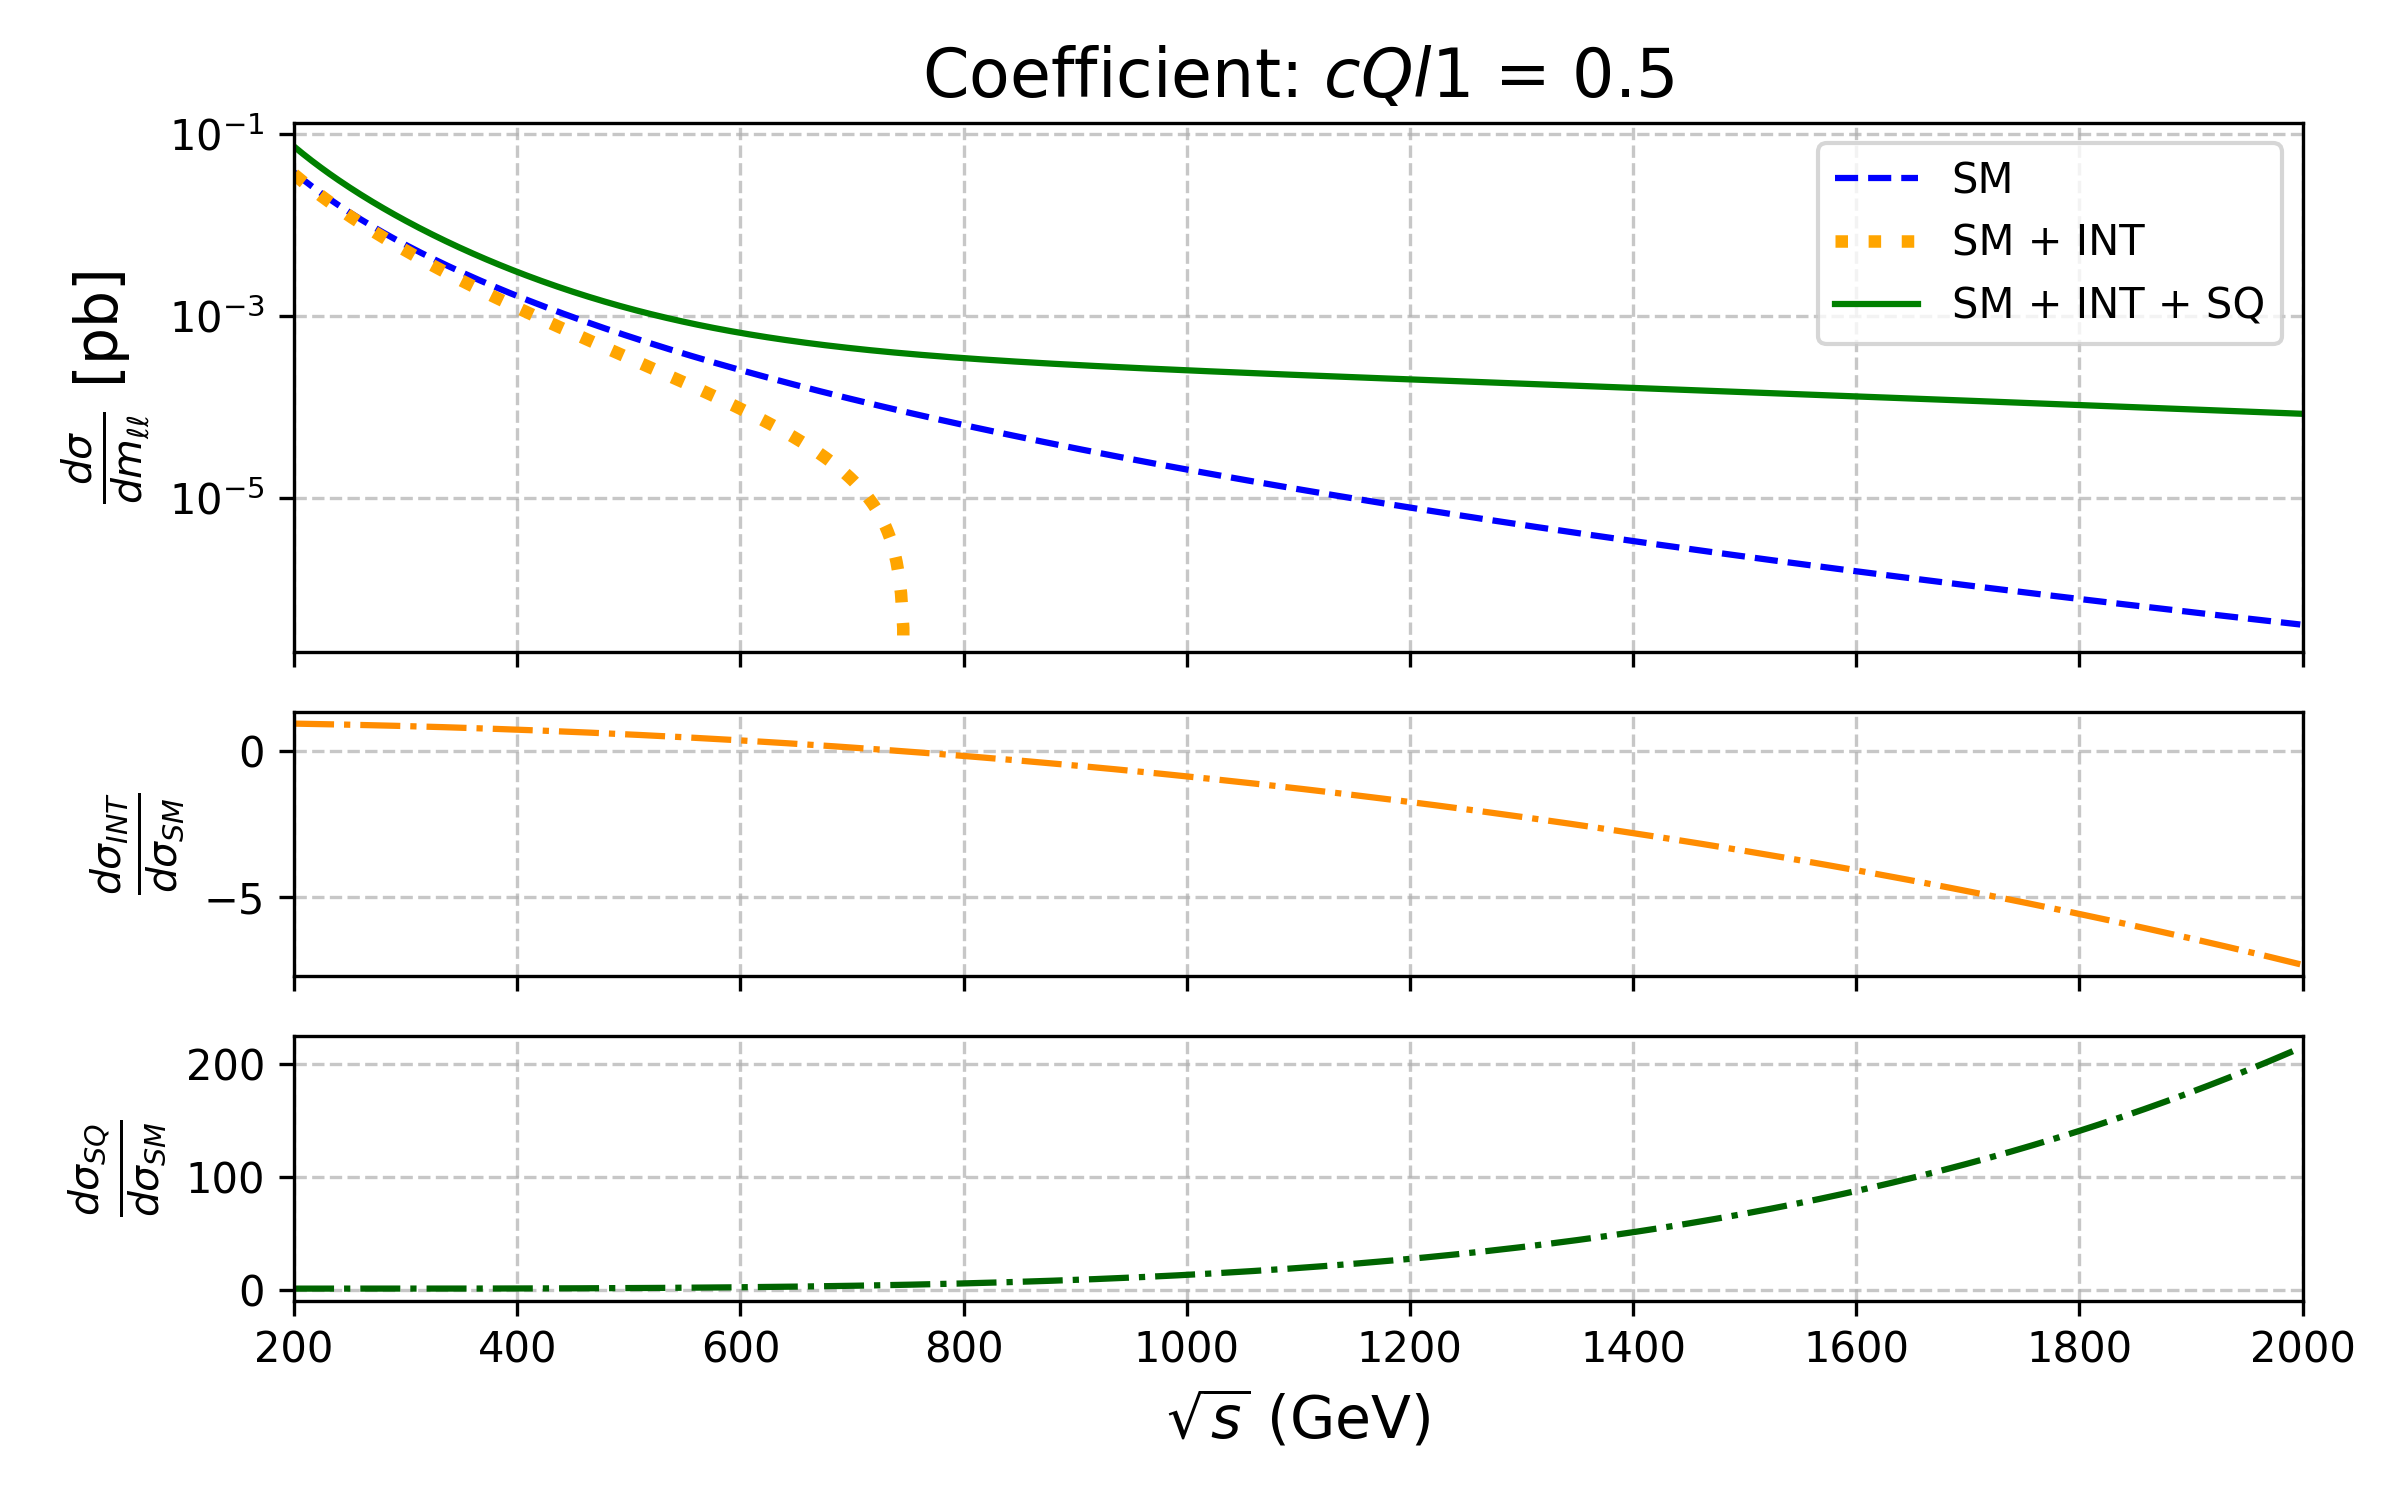 Coefficient: cQl1 = 0.5
dσ/dm_ℓℓ [pb]
10⁻¹
10⁻³
10⁻⁵
SM
SM + INT
SM + INT + SQ
dσ_INT/dσ_SM
0
−5
dσ_SQ/dσ_SM
200
100
0
200 400 600 800 1000 1200 1400 1600 1800 2000
√s (GeV)